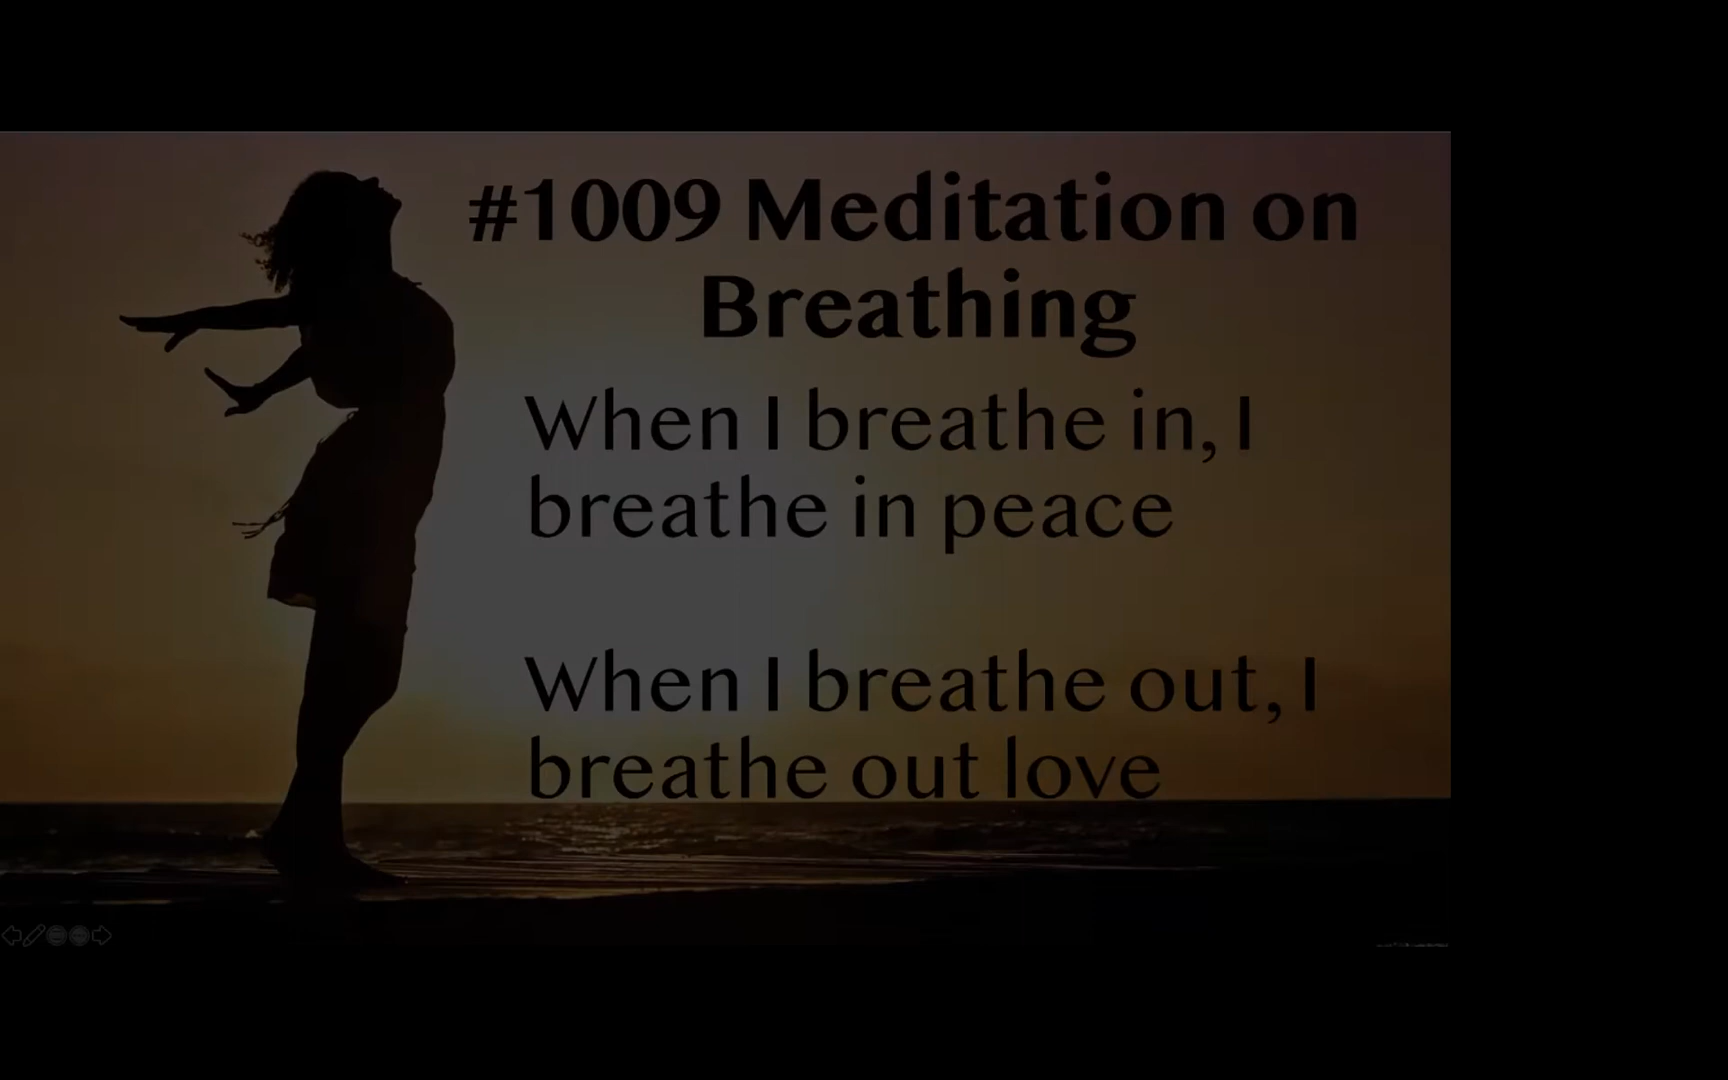 #1009 Meditation on
Breathing
When I breathe in, I
breathe in peace
When I breathe out, I
breathe out love